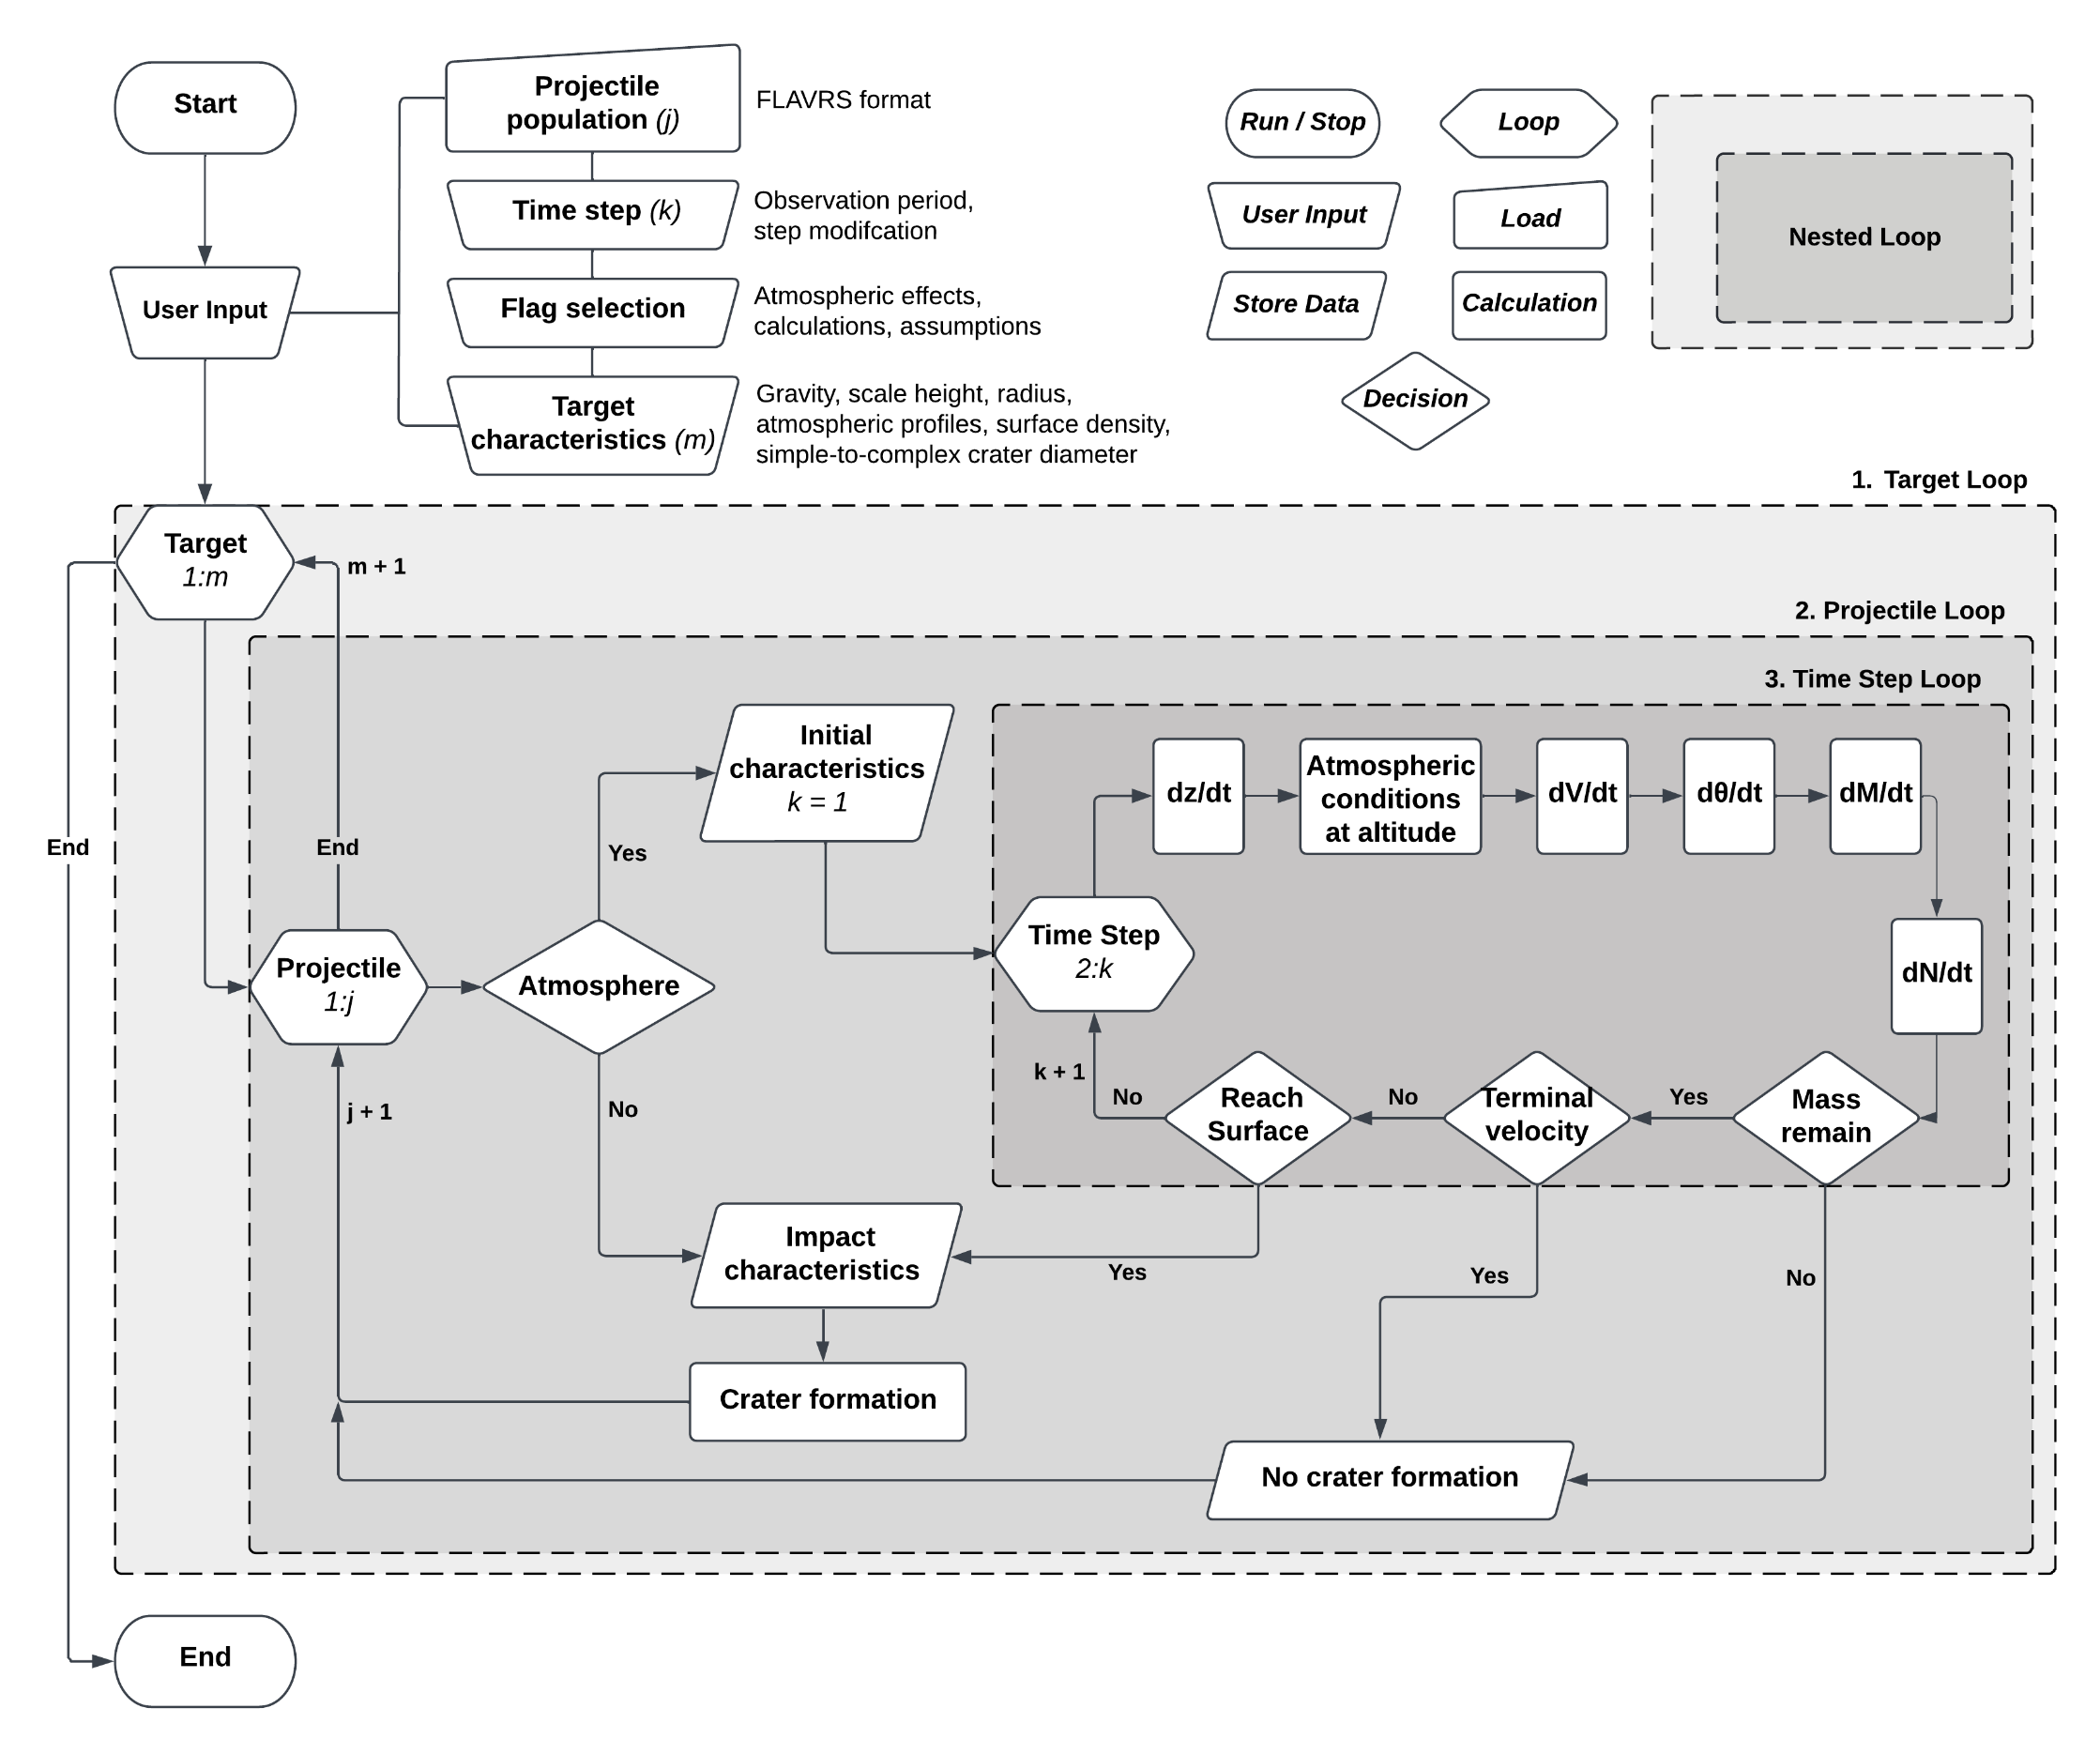 Start
User Input
Projectile
population (j)
FLAVRS format
Time step (k)
Observation period,
step modifcation
Flag selection
Atmospheric effects,
calculations, assumptions
Target
characteristics (m)
Gravity, scale height, radius,
atmospheric profiles, surface density,
simple-to-complex crater diameter
Run / Stop
Loop
User Input
Load
Store Data
Calculation
Decision
Nested Loop
1. Target Loop
Target
1:m
m + 1
2. Projectile Loop
3. Time Step Loop
Initial
characteristics
k = 1
dz/dt
Atmospheric
conditions
at altitude
dV/dt
dθ/dt
dM/dt
End
End
Yes
Time Step
2:k
Projectile
1:j
Atmosphere
dN/dt
k + 1
No
Reach
Surface
No
Terminal
velocity
Yes
Mass
remain
j + 1
No
Impact
characteristics
Yes
Yes
No
Crater formation
No crater formation
End